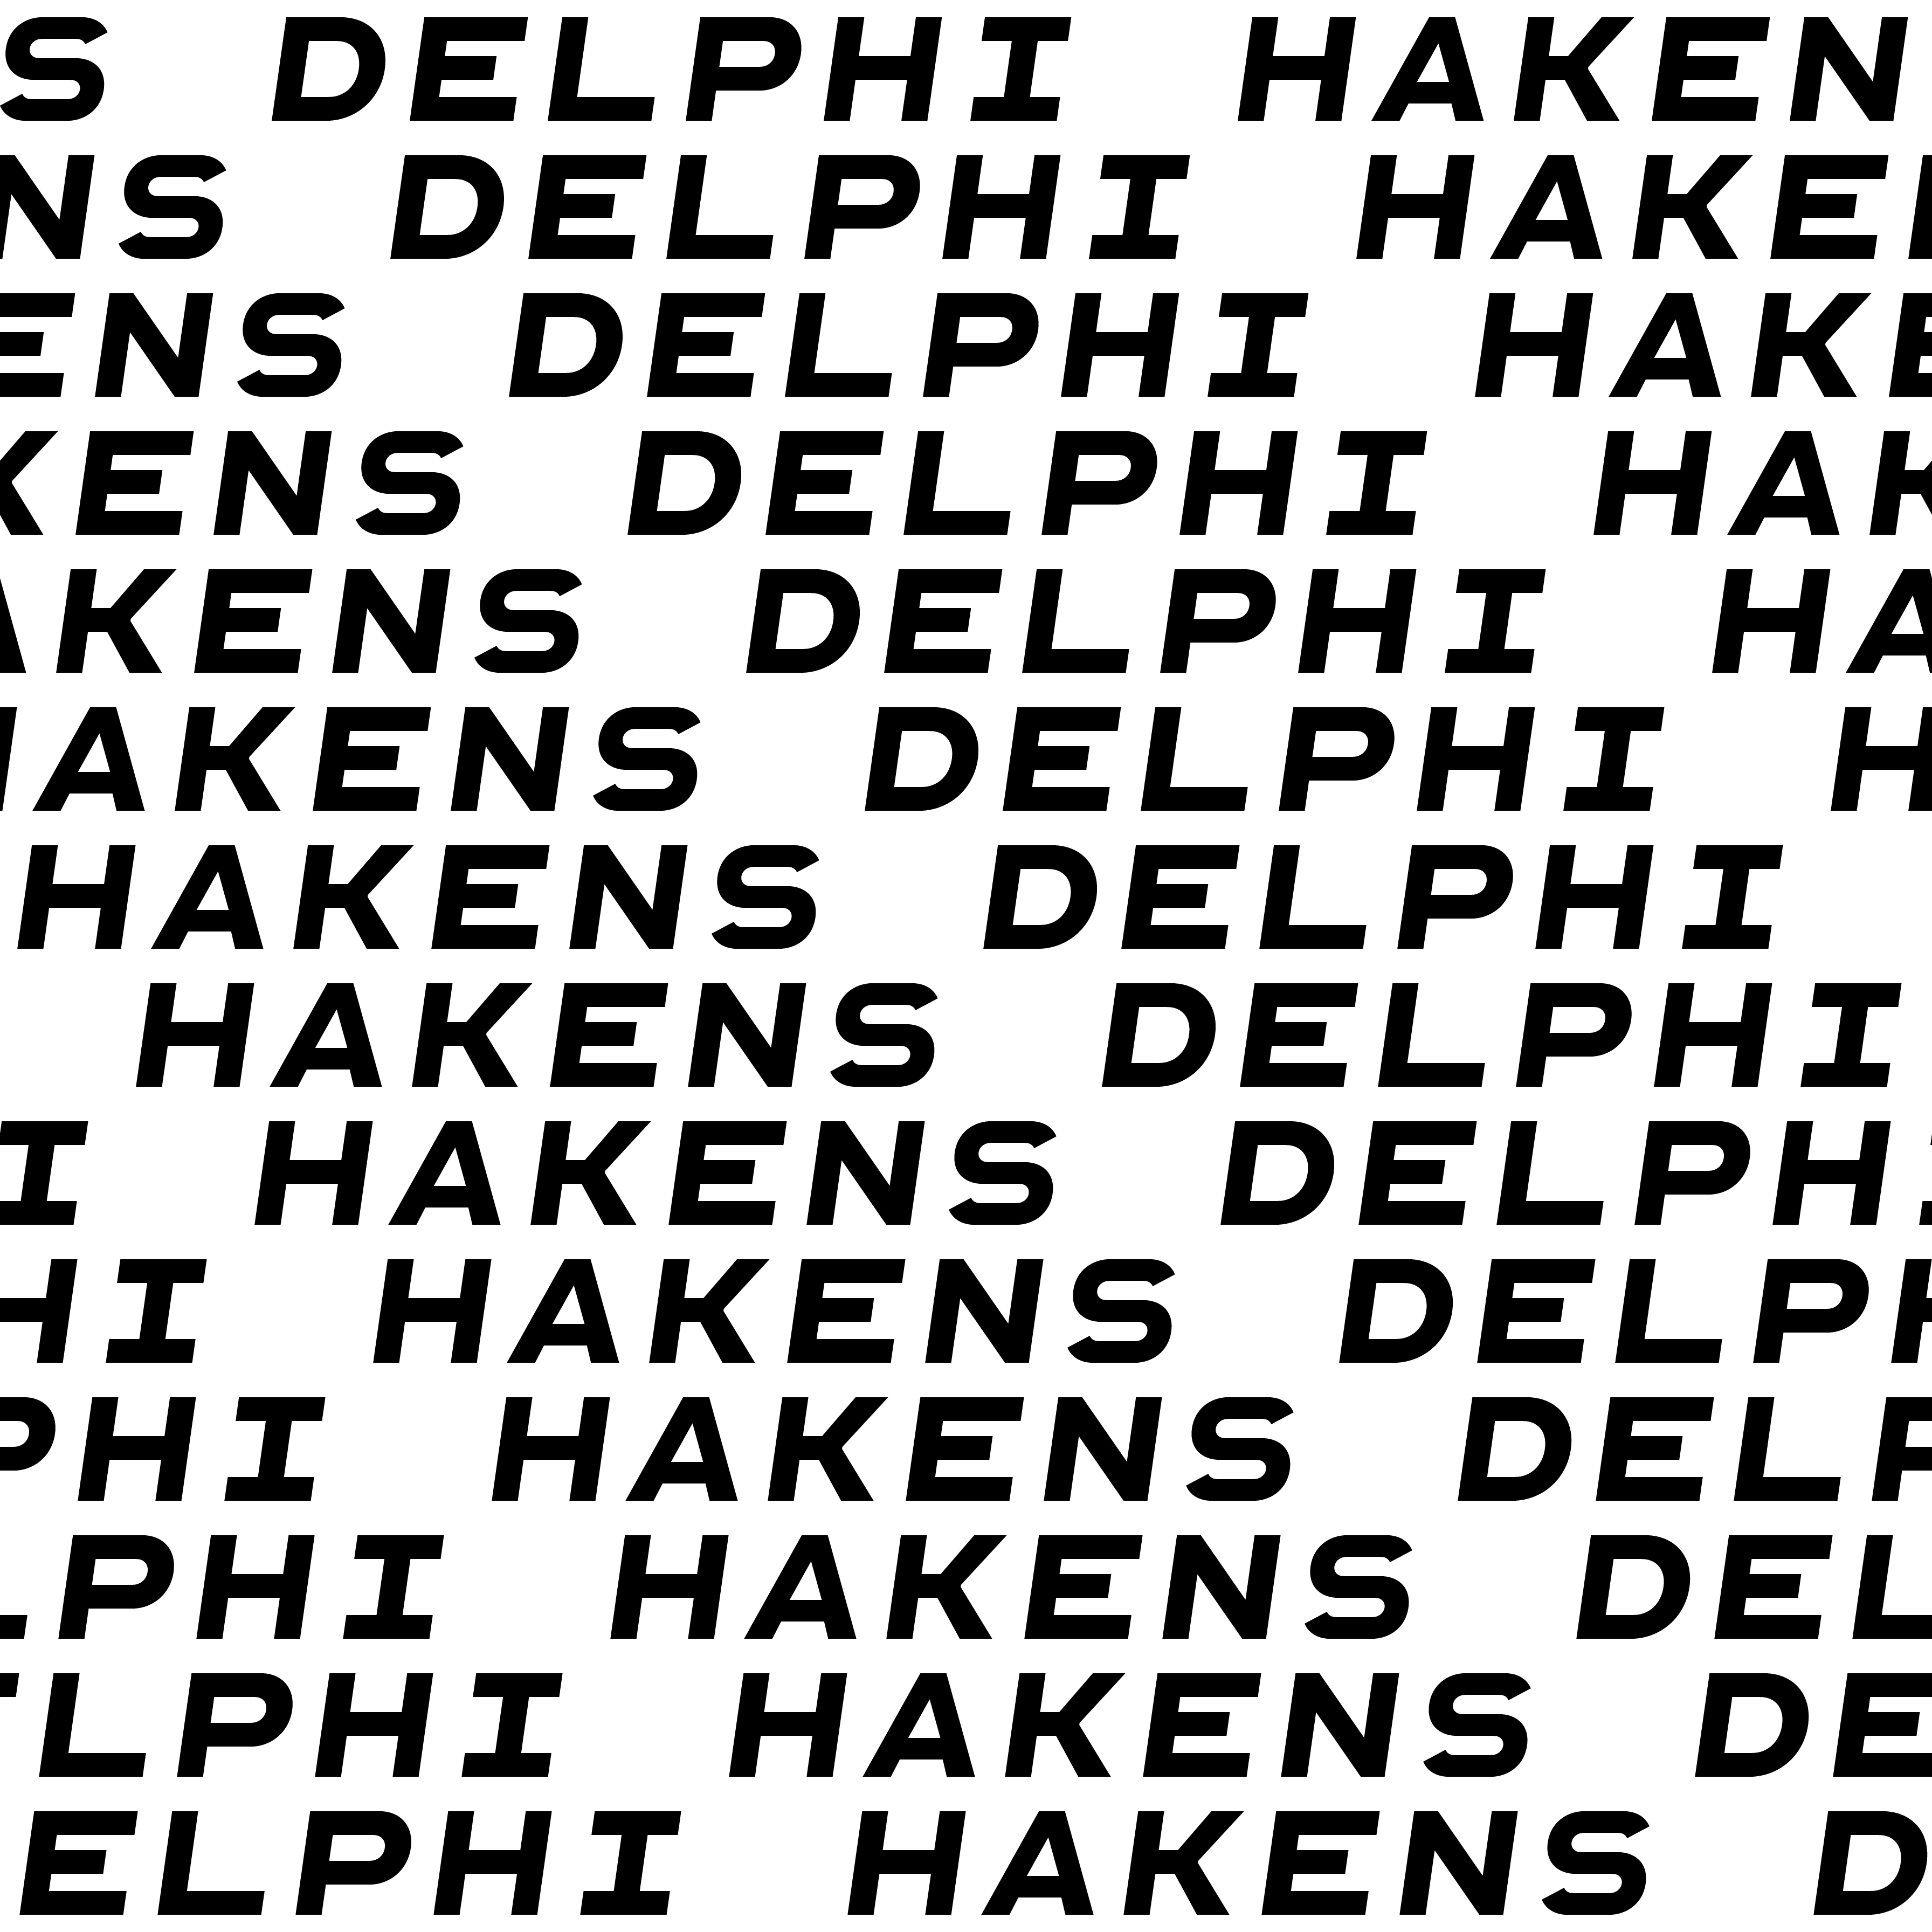 S DELPHI HAKEN
NS DELPHI HAKE
ENS DELPHI HAKE
KENS DELPHI HAK
AKENS DELPHI HA
HAKENS DELPHI H
HAKENS DELPHI
HAKENS DELPHI
I HAKENS DELPH
HI HAKENS DELPH
PHI HAKENS DELP
LPHI HAKENS DEL
LPHI HAKENS DE
ELPHI HAKENS D